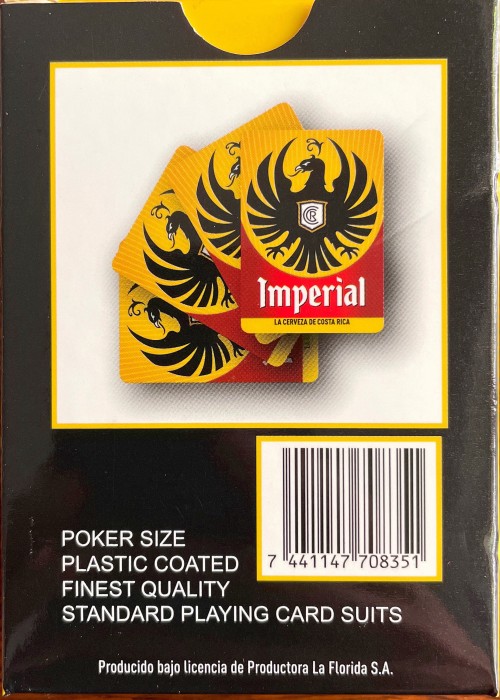 Imperial
LA CERVEZA DE COSTA RICA
7 441147 708351
POKER SIZE
PLASTIC COATED
FINEST QUALITY
STANDARD PLAYING CARD SUITS
Producido bajo licencia de Productora La Florida S.A.